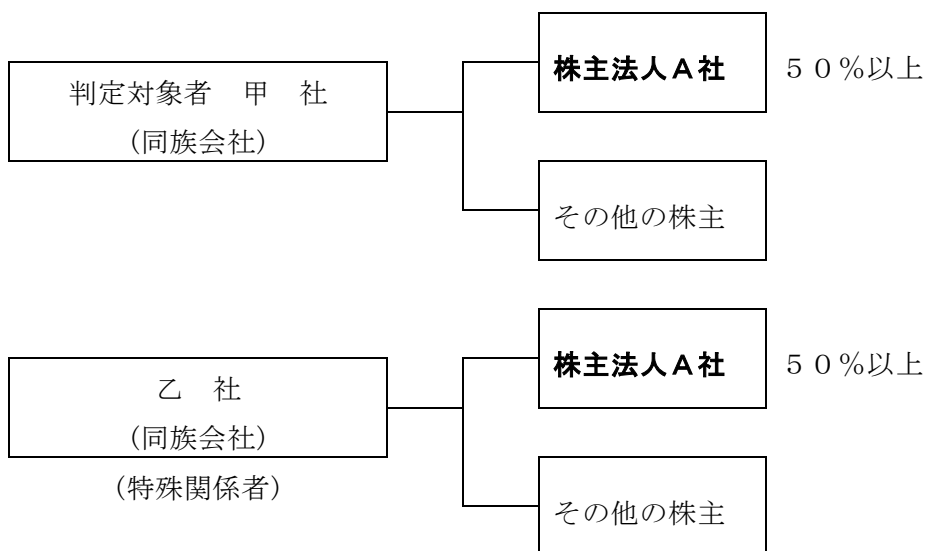 株主法人A社　５０％以上
判定対象者　甲　社
(同族会社)
その他の株主
株主法人A社　５０％以上
乙　社
(同族会社)
(特殊関係者)
その他の株主